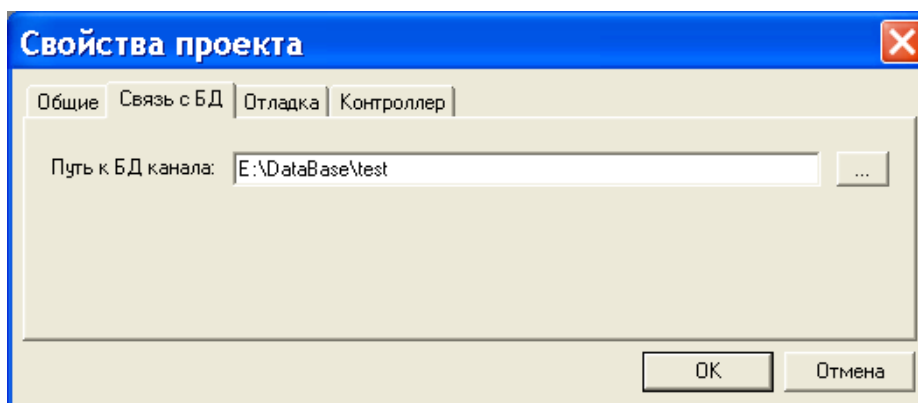 Свойства проекта
Общие Связь с БД Отладка Контроллер
Путь к БД канала: E:\DataBase\test ...
OK Отмена